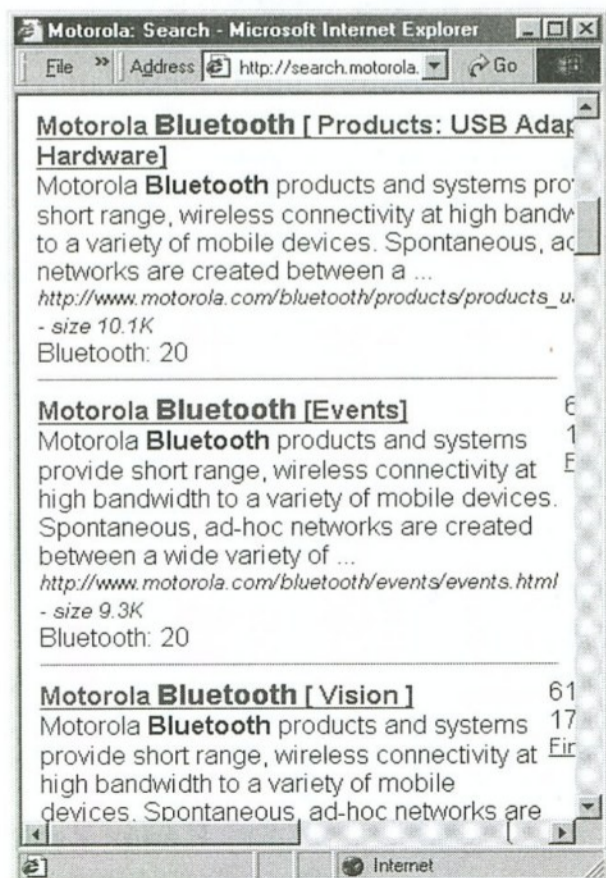 Motorola: Search - Microsoft Internet Explorer
File » Address http://search.motorola. Go
Motorola Bluetooth [ Products: USB Adap
Hardware]
Motorola Bluetooth products and systems pro
short range, wireless connectivity at high bandw
to a variety of mobile devices. Spontaneous, ad
networks are created between a ...
http://www.motorola.com/bluetooth/products/products_u
- size 10.1K
Bluetooth: 20
Motorola Bluetooth [Events] 6
Motorola Bluetooth products and systems 1
provide short range, wireless connectivity at F
high bandwidth to a variety of mobile devices.
Spontaneous, ad-hoc networks are created
between a wide variety of ...
http://www.motorola.com/bluetooth/events/events.html
- size 9.3K
Bluetooth: 20
Motorola Bluetooth [ Vision ] 61
Motorola Bluetooth products and systems 17
provide short range, wireless connectivity at Fir
high bandwidth to a variety of mobile
devices. Spontaneous, ad-hoc networks are
Internet